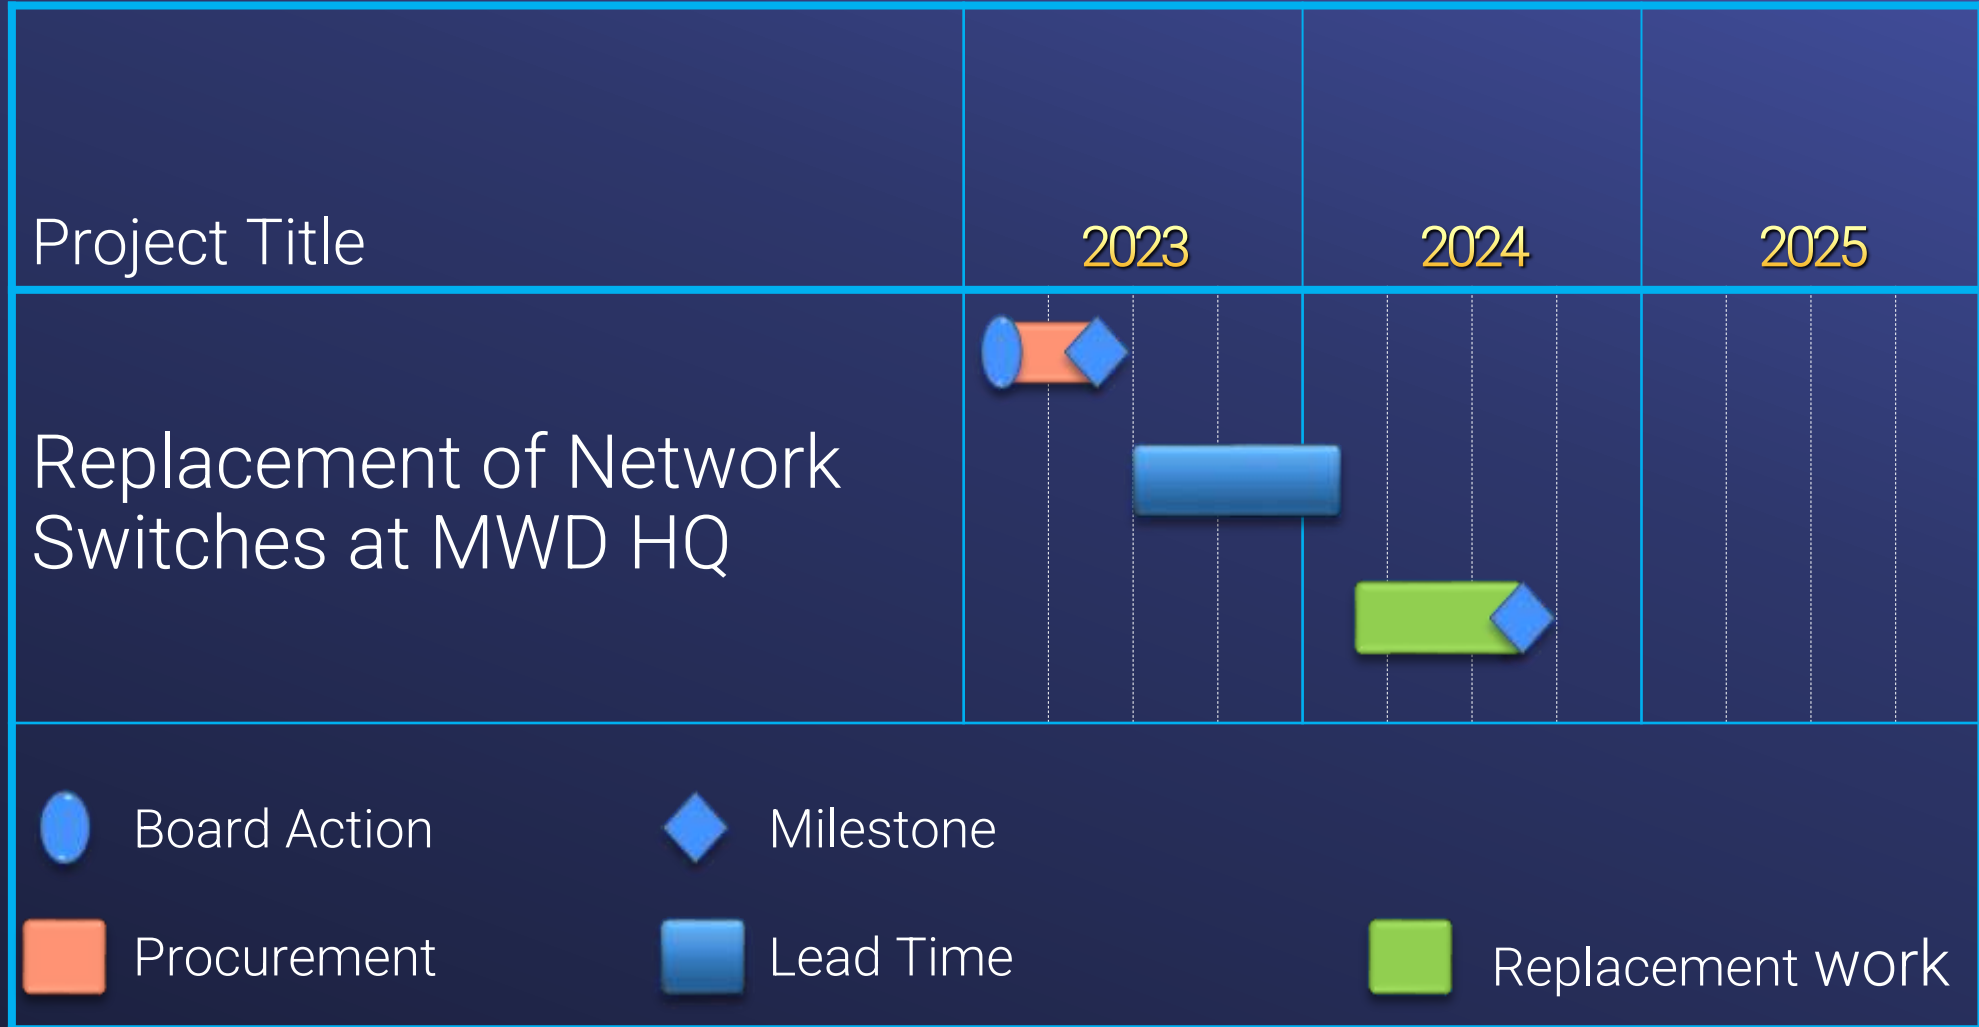 Project Title
2023
2024
2025
Replacement of Network
Switches at MWD HQ
Board Action
Milestone
Procurement
Lead Time
Replacement work